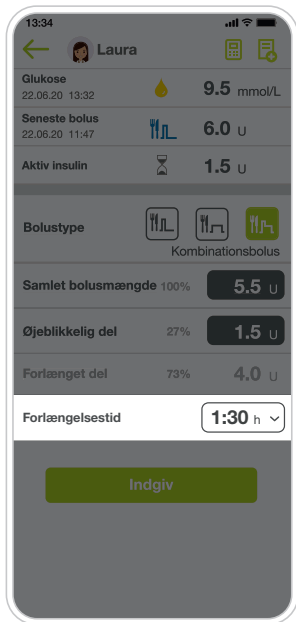 13:34
Laura
Glukose
22.06.20 13:32
9.5 mmol/L
Seneste bolus
22.06.20 11:47
6.0 U
Aktiv insulin
1.5 U
Bolustype
Kombinationsbolus
Samlet bolusmængde 100% 5.5 U
Øjeblikkelig del 27% 1.5 U
Forlænget del 73% 4.0 U
Forlængelsestid 1:30 h
Indgiv